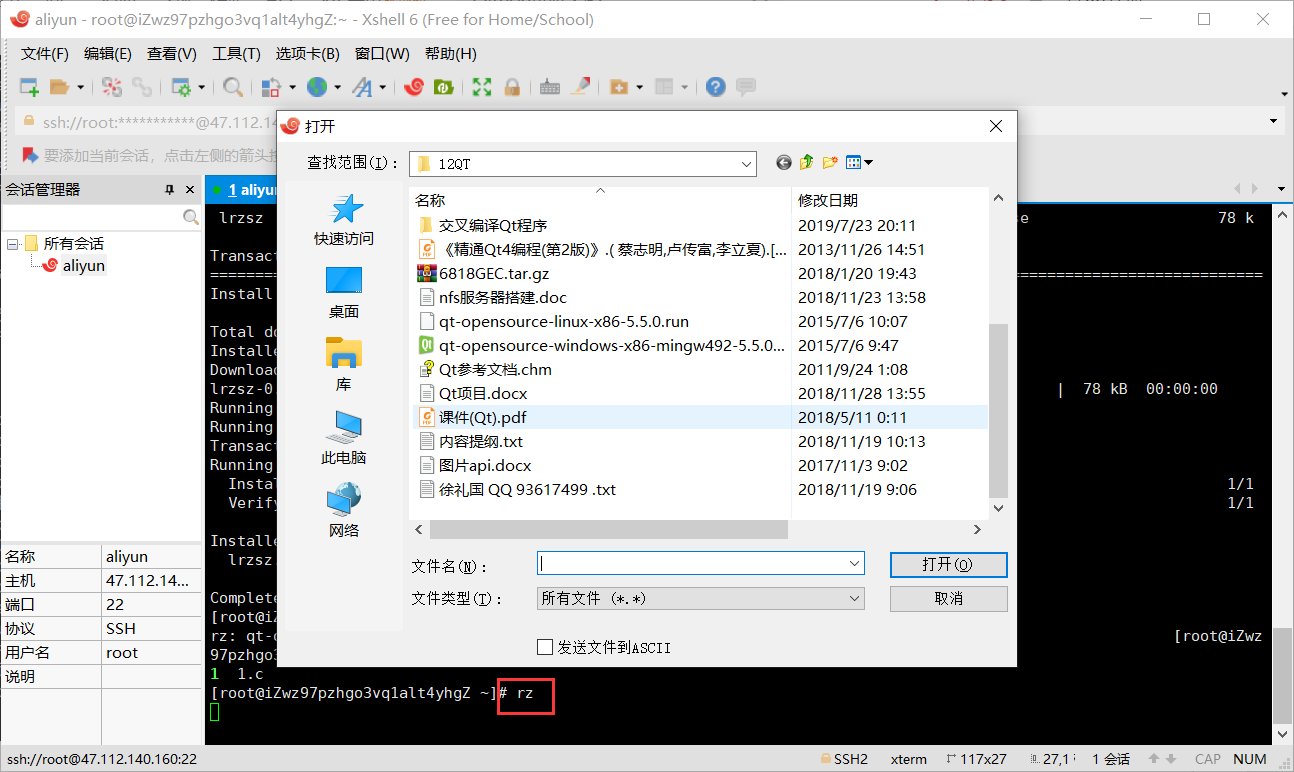 aliyun - root@iZwz97pzhgo3vq1alt4yhgZ:~ - Xshell 6 (Free for Home/School)
文件(F) 编辑(E) 查看(V) 工具(T) 选项卡(B) 窗口(W) 帮助(H)
ssh://root:***********@47.112.14
要添加当前会话，点击左侧的箭头按
会话管理器
1 aliyun
所有会话
aliyun
名称 aliyun
主机 47.112.14...
端口 22
协议 SSH
用户名 root
说明
打开
查找范围(I)： 12QT
快速访问
桌面
库
此电脑
网络
名称 修改日期
交叉编译Qt程序 2019/7/23 20:11
《精通Qt4编程(第2版)》.( 蔡志明,卢传富,李立夏).[... 2013/11/26 14:51
6818GEC.tar.gz 2018/1/20 19:43
nfs服务器搭建.doc 2018/11/23 13:58
qt-opensource-linux-x86-5.5.0.run 2015/7/6 10:07
qt-opensource-windows-x86-mingw492-5.5.0... 2015/7/6 9:47
Qt参考文档.chm 2011/9/24 1:08
Qt项目.docx 2018/11/28 13:55
课件(Qt).pdf 2018/5/11 0:11
内容提纲.txt 2018/11/19 10:13
图片api.docx 2017/11/3 9:02
徐礼国 QQ 93617499 .txt 2018/11/19 9:06
文件名(N)： 打开(O)
文件类型(T)： 所有文件 (*.*) 取消
发送文件到ASCII
lrzsz se 78 k
Transact
Install
Total do
Installe
Download
lrzsz-0. | 78 kB 00:00:00
Running
Running
Transact
Running
Instal 1/1
Verify 1/1
Installe
lrzsz.
Complete
[root@iZ
rz: qt-o [root@iZwz
97pzhgo3
1 1.c
[root@iZwz97pzhgo3vq1alt4yhgZ ~]# rz
ssh://root@47.112.140.160:22 SSH2 xterm 117x27 27,1 1 会话 CAP NUM